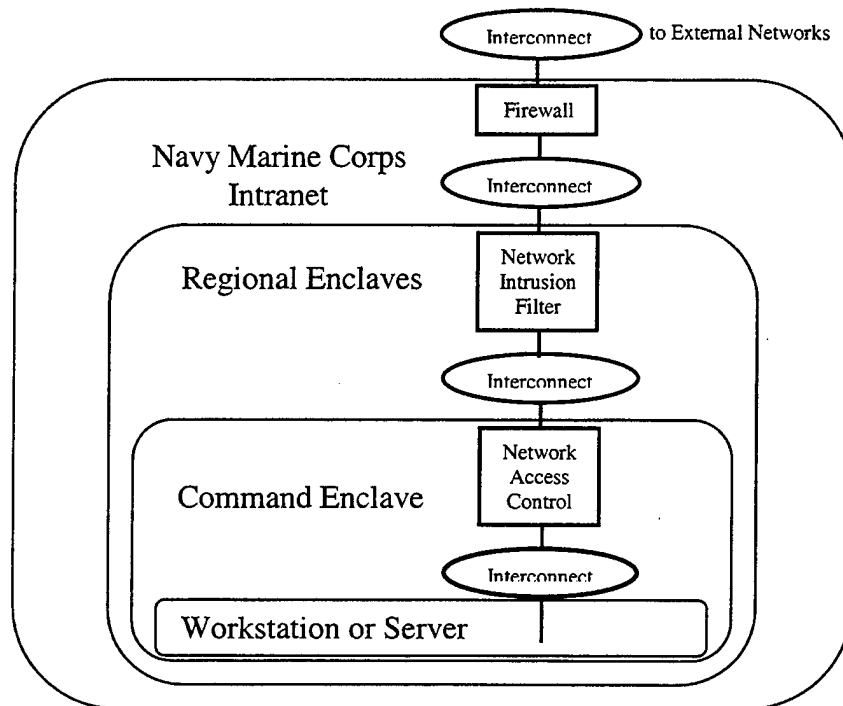 Interconnect
to External Networks
Firewall
Navy Marine Corps
Intranet
Interconnect
Regional Enclaves
Network
Intrusion
Filter
Interconnect
Command Enclave
Network
Access
Control
Interconnect
Workstation or Server